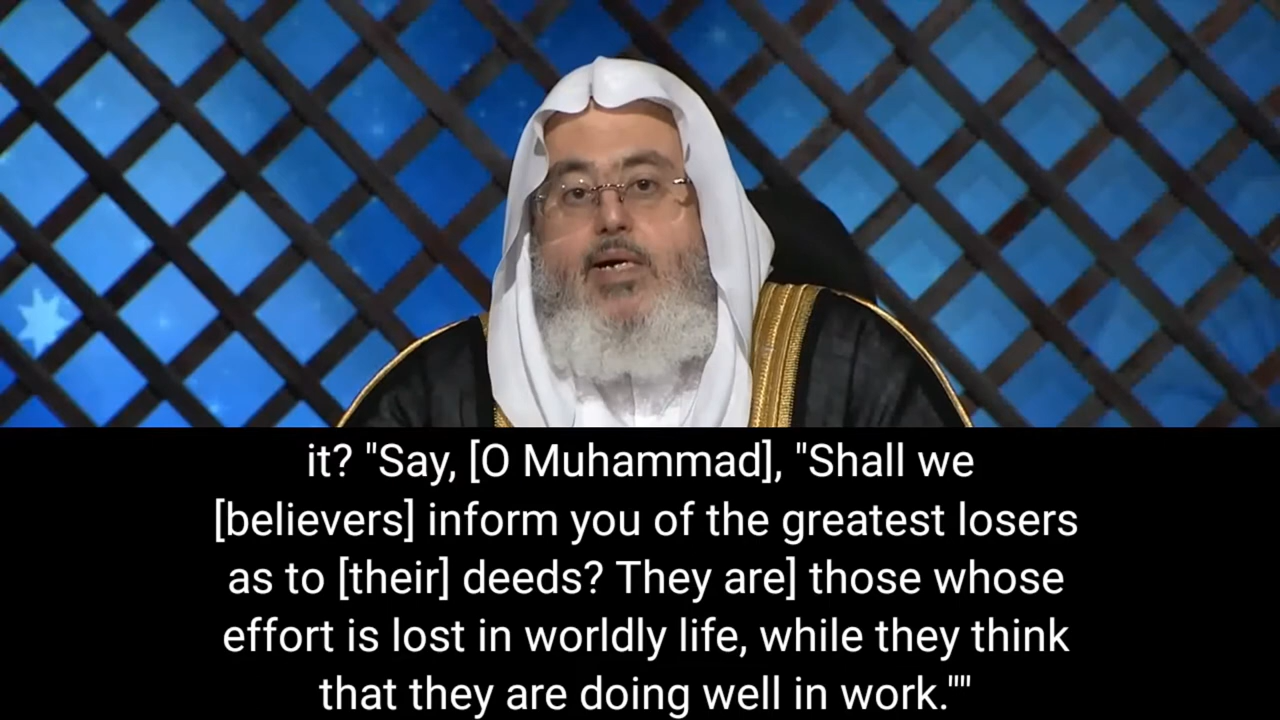 it? "Say, [O Muhammad], "Shall we
[believers] inform you of the greatest losers
as to [their] deeds? They are] those whose
effort is lost in worldly life, while they think
that they are doing well in work.""